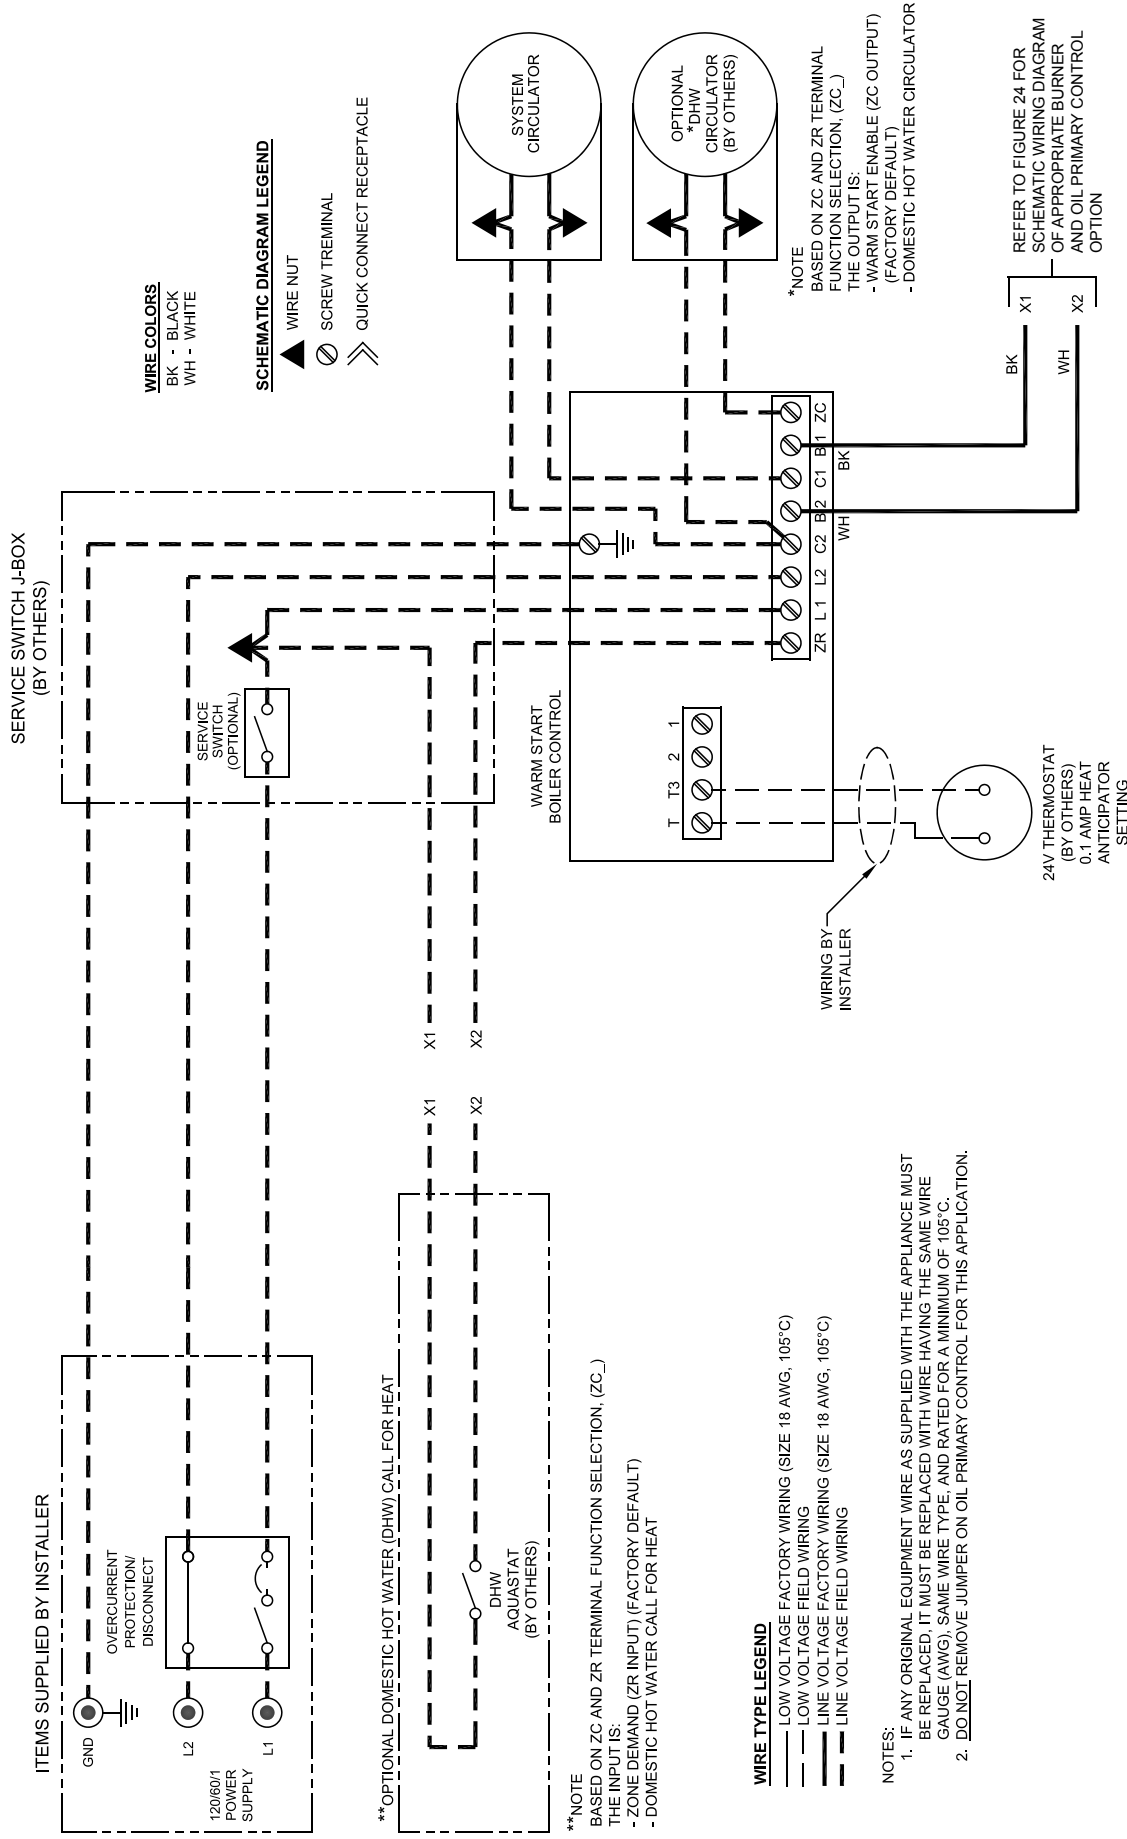 ITEMS SUPPLIED BY INSTALLER
GND
L2
L1
120/60/1
POWER
SUPPLY
OVERCURRENT
PROTECTION/
DISCONNECT
SERVICE SWITCH J-BOX
(BY OTHERS)
SERVICE
SWITCH
(OPTIONAL)
WIRE COLORS
BK - BLACK
WH - WHITE
SCHEMATIC DIAGRAM LEGEND
WIRE NUT
SCREW TREMINAL
QUICK CONNECT RECEPTACLE
**OPTIONAL DOMESTIC HOT WATER (DHW) CALL FOR HEAT
DHW
AQUASTAT
(BY OTHERS)
X1
X2
X1
X2
**NOTE
BASED ON ZC AND ZR TERMINAL FUNCTION SELECTION, (ZC_)
THE INPUT IS:
- ZONE DEMAND (ZR INPUT) (FACTORY DEFAULT)
- DOMESTIC HOT WATER CALL FOR HEAT
WARM START
BOILER CONTROL
T
T3
2
1
ZR
L 1
L2
C2
B 2
C1
B 1
ZC
WH
BK
SYSTEM
CIRCULATOR
OPTIONAL
*DHW
CIRCULATOR
(BY OTHERS)
*NOTE
BASED ON ZC AND ZR TERMINAL
FUNCTION SELECTION, (ZC_)
THE OUTPUT IS:
- WARM START ENABLE (ZC OUTPUT)
(FACTORY DEFAULT)
- DOMESTIC HOT WATER CIRCULATOR
WIRING BY
INSTALLER
24V THERMOSTAT
(BY OTHERS)
0.1 AMP HEAT
ANTICIPATOR
SETTING
BK
WH
X1
X2
REFER TO FIGURE 24 FOR
SCHEMATIC WIRING DIAGRAM
OF APPROPRIATE BURNER
AND OIL PRIMARY CONTROL
OPTION
WIRE TYPE LEGEND
LOW VOLTAGE FACTORY WIRING (SIZE 18 AWG, 105°C)
LOW VOLTAGE FIELD WIRING
LINE VOLTAGE FACTORY WIRING (SIZE 18 AWG, 105°C)
LINE VOLTAGE FIELD WIRING
NOTES:
1. IF ANY ORIGINAL EQUIPMENT WIRE AS SUPPLIED WITH THE APPLIANCE MUST
BE REPLACED, IT MUST BE REPLACED WITH WIRE HAVING THE SAME WIRE
GAUGE (AWG), SAME WIRE TYPE, AND RATED FOR A MINIMUM OF 105°C.
2. DO NOT REMOVE JUMPER ON OIL PRIMARY CONTROL FOR THIS APPLICATION.